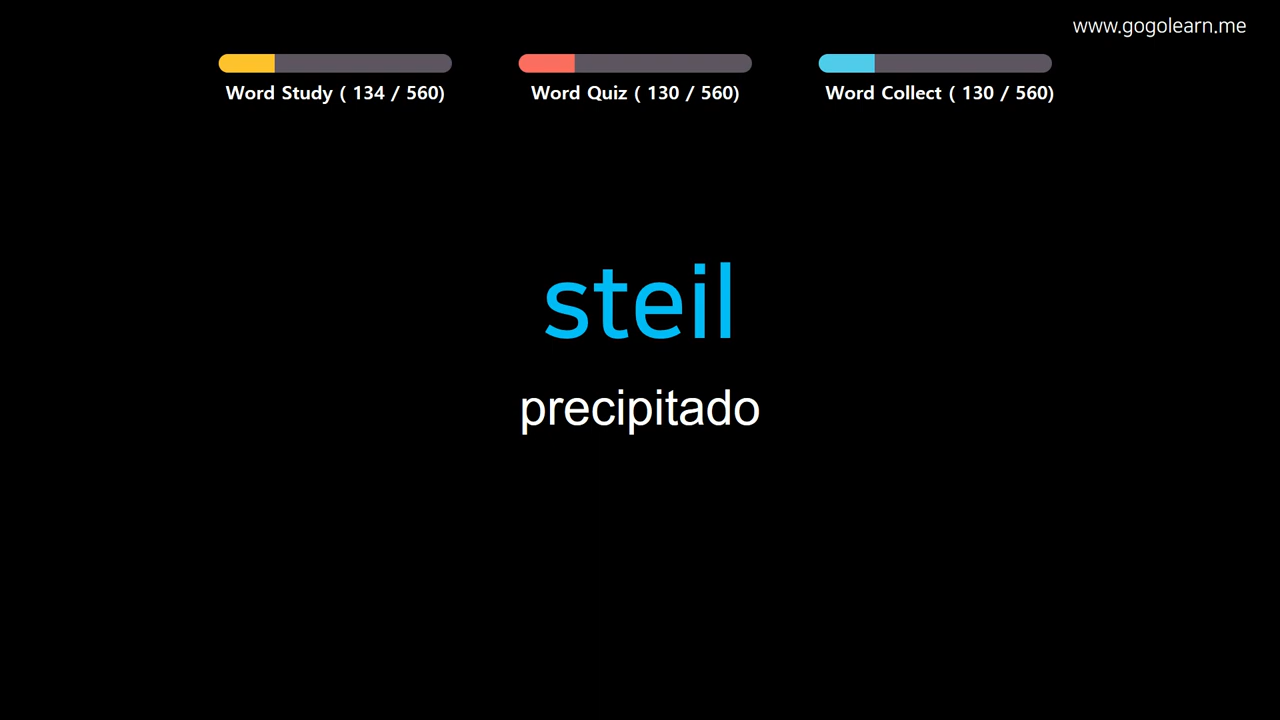 www.gogolearn.me
Word Study ( 134 / 560)
Word Quiz ( 130 / 560)
Word Collect ( 130 / 560)
steil
precipitado